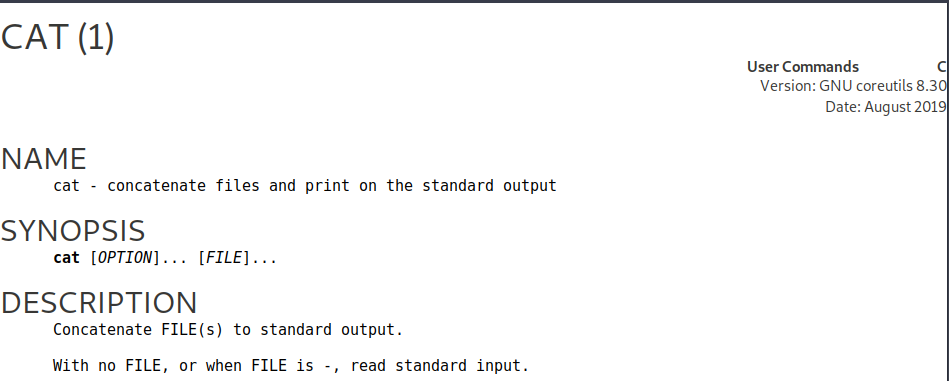 CAT (1)
User Commands C
Version: GNU coreutils 8.30
Date: August 2019
NAME
cat - concatenate files and print on the standard output
SYNOPSIS
cat [OPTION]... [FILE]...
DESCRIPTION
Concatenate FILE(s) to standard output.
With no FILE, or when FILE is -, read standard input.